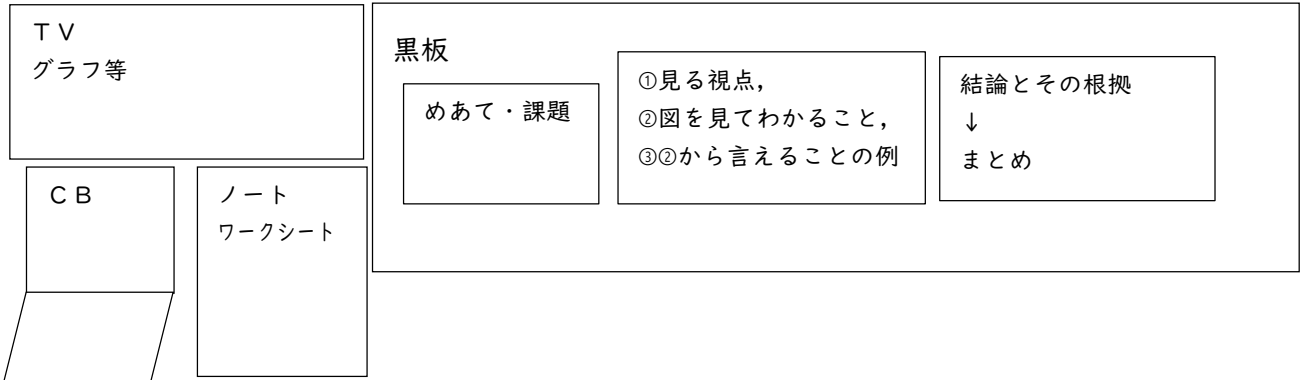 ＴＶ
グラフ等
黒板
めあて・課題
①見る視点，
②図を見てわかること，
③②から言えることの例
結論とその根拠
↓
まとめ
ＣＢ
ノート
ワークシート